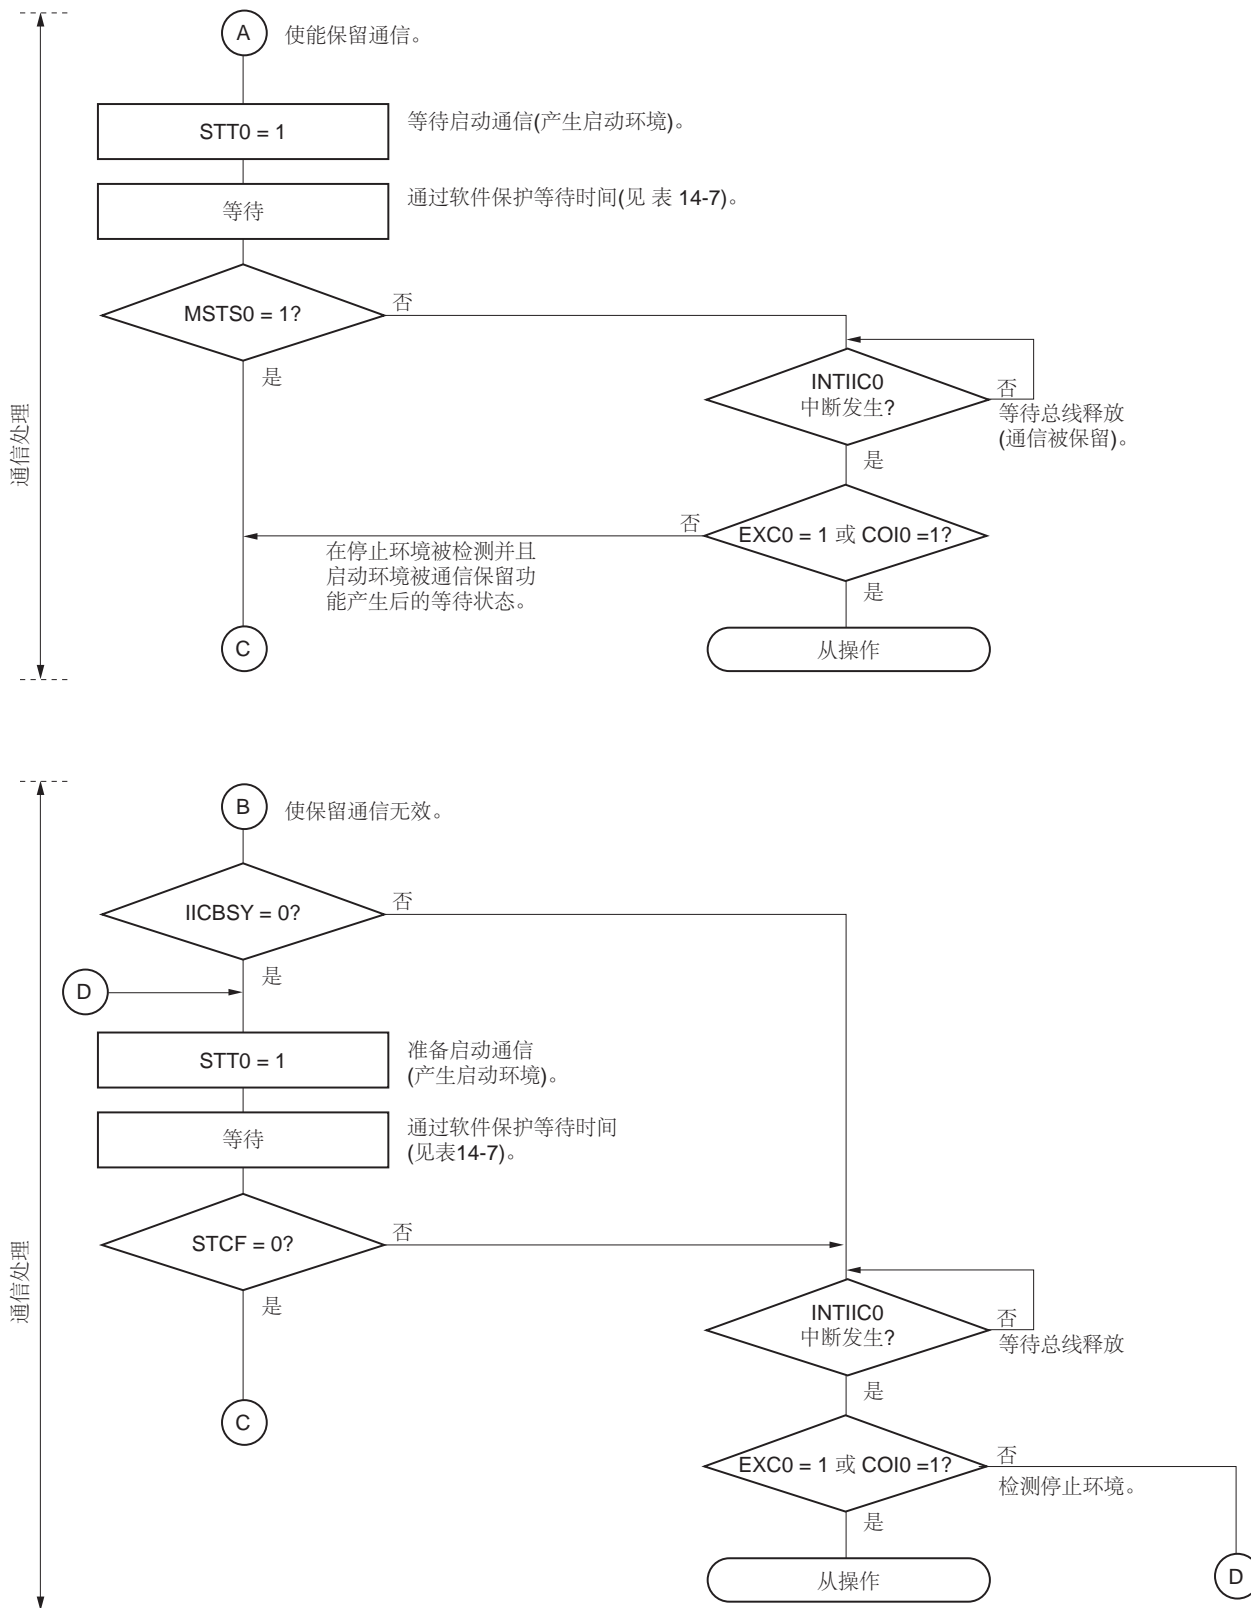 A
使能保留通信。
STT0 = 1
等待启动通信(产生启动环境)。
等待
通过软件保护等待时间(见 表 14-7)。
MSTS0 = 1?
否
是
INTIIC0
中断发生?
否
等待总线释放
(通信被保留)。
是
EXC0 = 1 或 COI0 =1?
否
在停止环境被检测并且
启动环境被通信保留功
能产生后的等待状态。
是
C
从操作
通信处理
B
使保留通信无效。
IICBSY = 0?
否
是
D
STT0 = 1
准备启动通信
(产生启动环境)。
等待
通过软件保护等待时间
(见表14-7)。
STCF = 0?
否
是
INTIIC0
中断发生?
否
等待总线释放
是
C
EXC0 = 1 或 COI0 =1?
否
检测停止环境。
是
从操作
D
通信处理